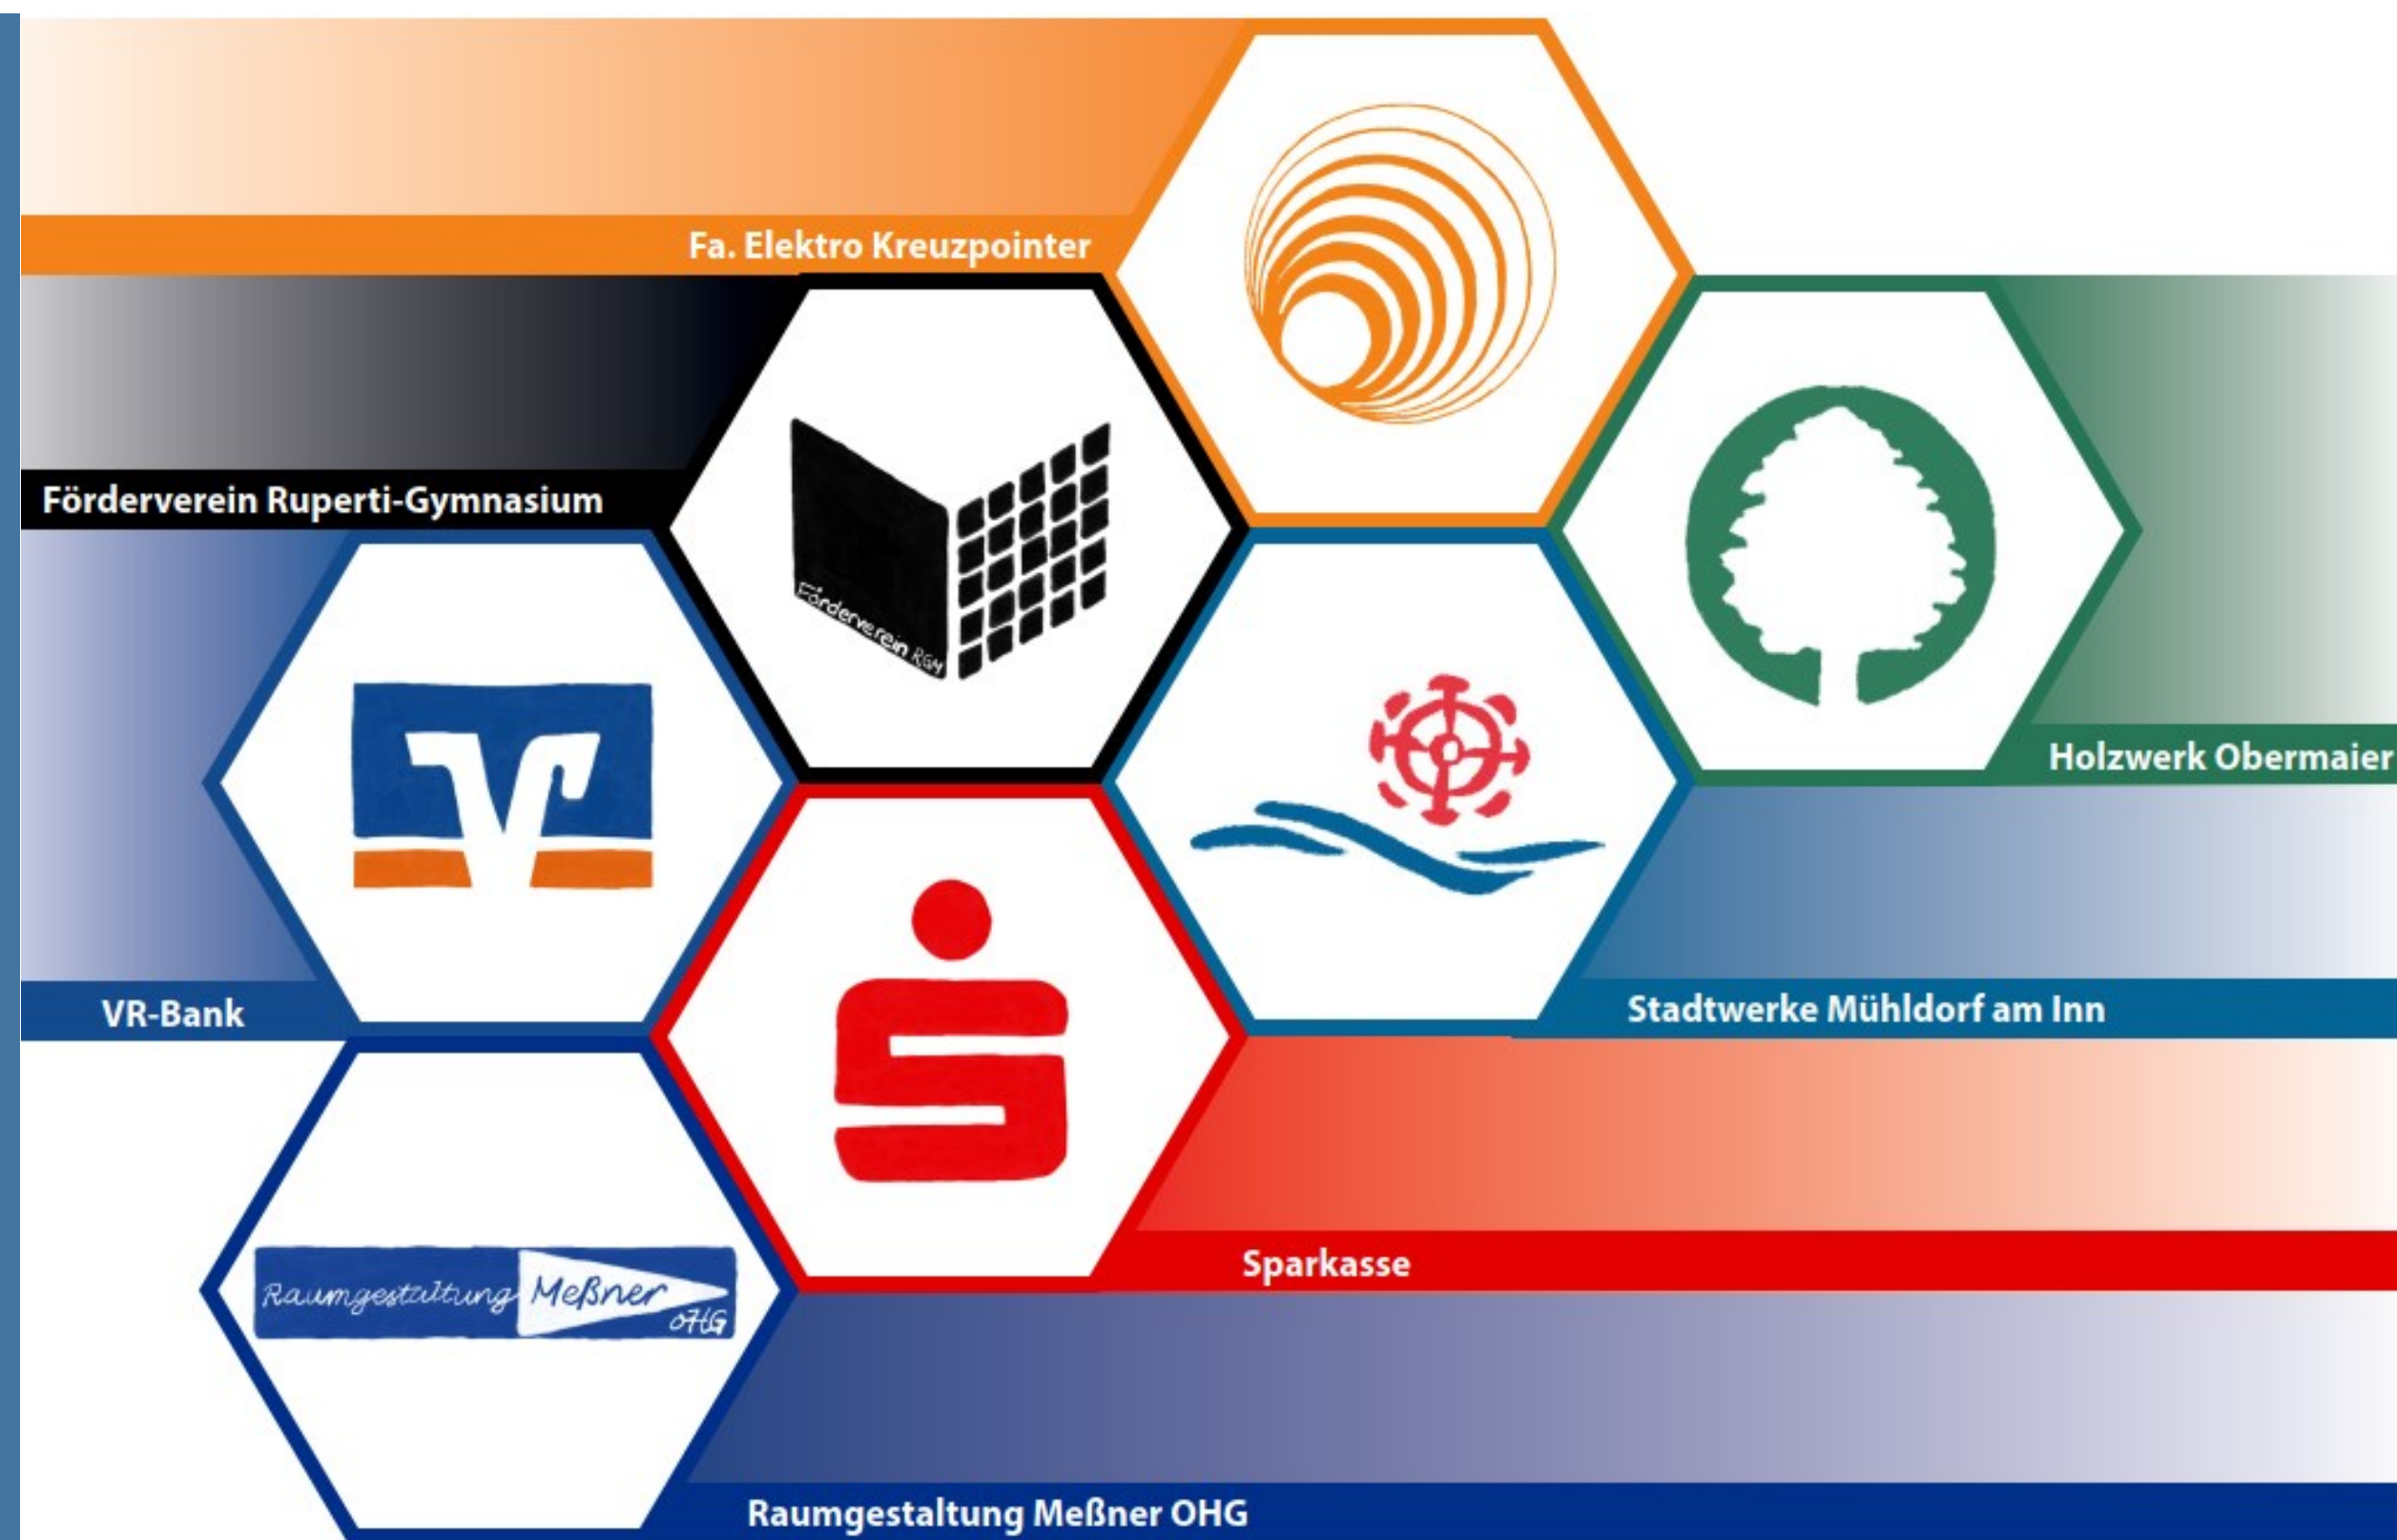 Fa. Elektro Kreuzpointer
Förderverein Ruperti-Gymnasium
Förderverein RGM
Holzwerk Obermaier
VR-Bank
Stadtwerke Mühldorf am Inn
Sparkasse
Raumgestaltung Meßner
OHG
Raumgestaltung Meßner OHG